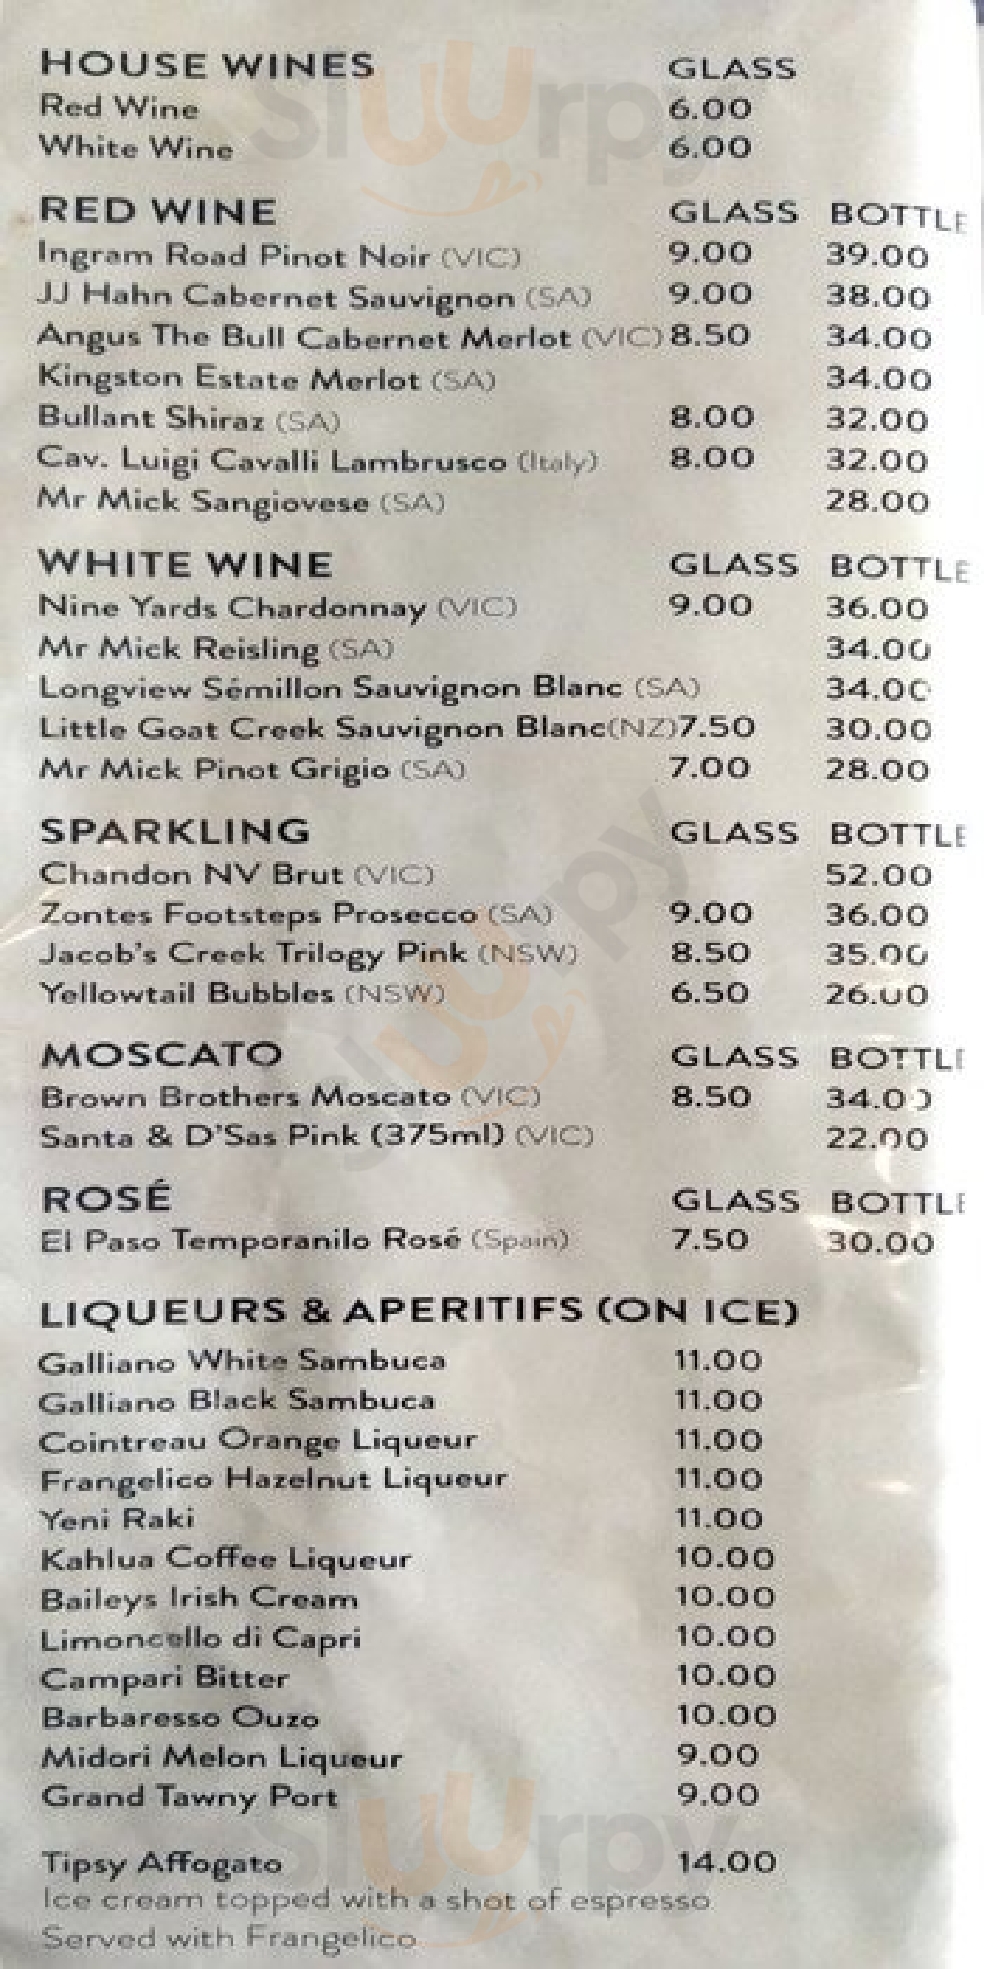 HOUSE WINES GLASS
Red Wine 6.00
White Wine 6.00
RED WINE GLASS BOTTLE
Ingram Road Pinot Noir (VIC) 9.00 39.00
JJ Hahn Cabernet Sauvignon (SA) 9.00 38.00
Angus The Bull Cabernet Merlot (VIC) 8.50 34.00
Kingston Estate Merlot (SA) 34.00
Bullant Shiraz (SA) 8.00 32.00
Cav. Luigi Cavalli Lambrusco (Italy) 8.00 32.00
Mr Mick Sangiovese (SA) 28.00
WHITE WINE GLASS BOTTLE
Nine Yards Chardonnay (VIC) 9.00 36.00
Mr Mick Reisling (SA) 34.00
Longview Sémillon Sauvignon Blanc (SA) 34.00
Little Goat Creek Sauvignon Blanc(NZ) 7.50 30.00
Mr Mick Pinot Grigio (SA) 7.00 28.00
SPARKLING GLASS BOTTLE
Chandon NV Brut (VIC) 52.00
Zontes Footsteps Prosecco (SA) 9.00 36.00
Jacob's Creek Trilogy Pink (NSW) 8.50 35.00
Yellowtail Bubbles (NSW) 6.50 26.00
MOSCATO GLASS BOTTLE
Brown Brothers Moscato (VIC) 8.50 34.00
Santa & D'Sas Pink (375ml) (VIC) 22.00
ROSÉ GLASS BOTTLE
El Paso Temporanilo Rosé (Spain) 7.50 30.00
LIQUEURS & APERITIFS (ON ICE)
Galliano White Sambuca 11.00
Galliano Black Sambuca 11.00
Cointreau Orange Liqueur 11.00
Frangelico Hazelnut Liqueur 11.00
Yeni Raki 11.00
Kahlua Coffee Liqueur 10.00
Baileys Irish Cream 10.00
Limoncello di Capri 10.00
Campari Bitter 10.00
Barbaresso Ouzo 10.00
Midori Melon Liqueur 9.00
Grand Tawny Port 9.00
Tipsy Affogato 14.00
Ice cream topped with a shot of espresso.
Served with Frangelico
Sluurpy
Sluurpy
Sluurpy